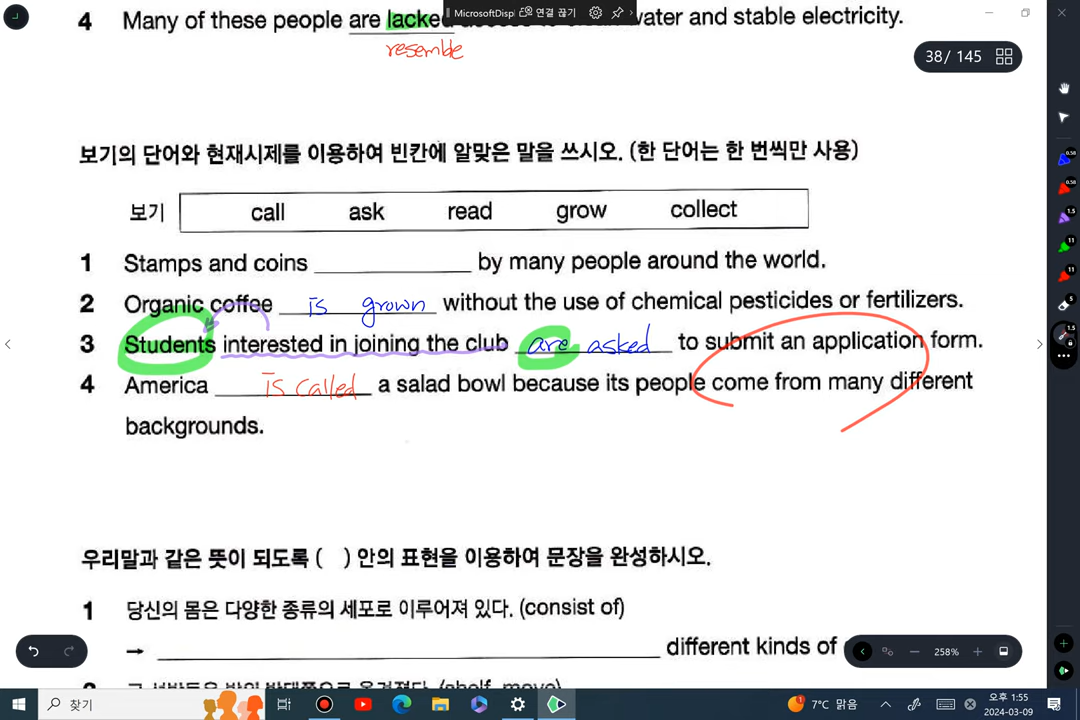 MicrosoftDispl 연결 끊기
4 Many of these people are lacked access to water and stable electricity.
resemble
38/ 145
보기의 단어와 현재시제를 이용하여 빈칸에 알맞은 말을 쓰시오. (한 단어는 한 번씩만 사용)
보기 call ask read grow collect
1 Stamps and coins ____________ by many people around the world.
2 Organic coffee is grown without the use of chemical pesticides or fertilizers.
3 Students interested in joining the club are asked to submit an application form.
4 America is called a salad bowl because its people come from many different
backgrounds.
우리말과 같은 뜻이 되도록 ( ) 안의 표현을 이용하여 문장을 완성하시오.
1 당신의 몸은 다양한 종류의 세포로 이루어져 있다. (consist of)
→ ____________ different kinds of
258%
찾기
7°C 맑음
오후 1:55
2024-03-09